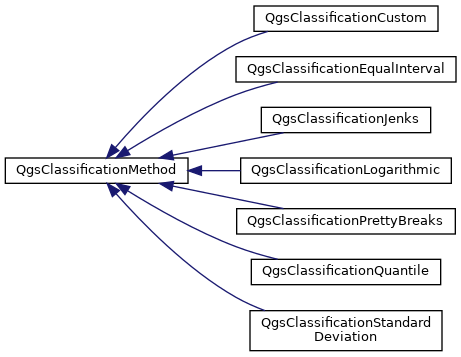 QgsClassificationCustom
QgsClassificationEqualInterval
QgsClassificationJenks
QgsClassificationMethod
QgsClassificationLogarithmic
QgsClassificationPrettyBreaks
QgsClassificationQuantile
QgsClassificationStandard
Deviation